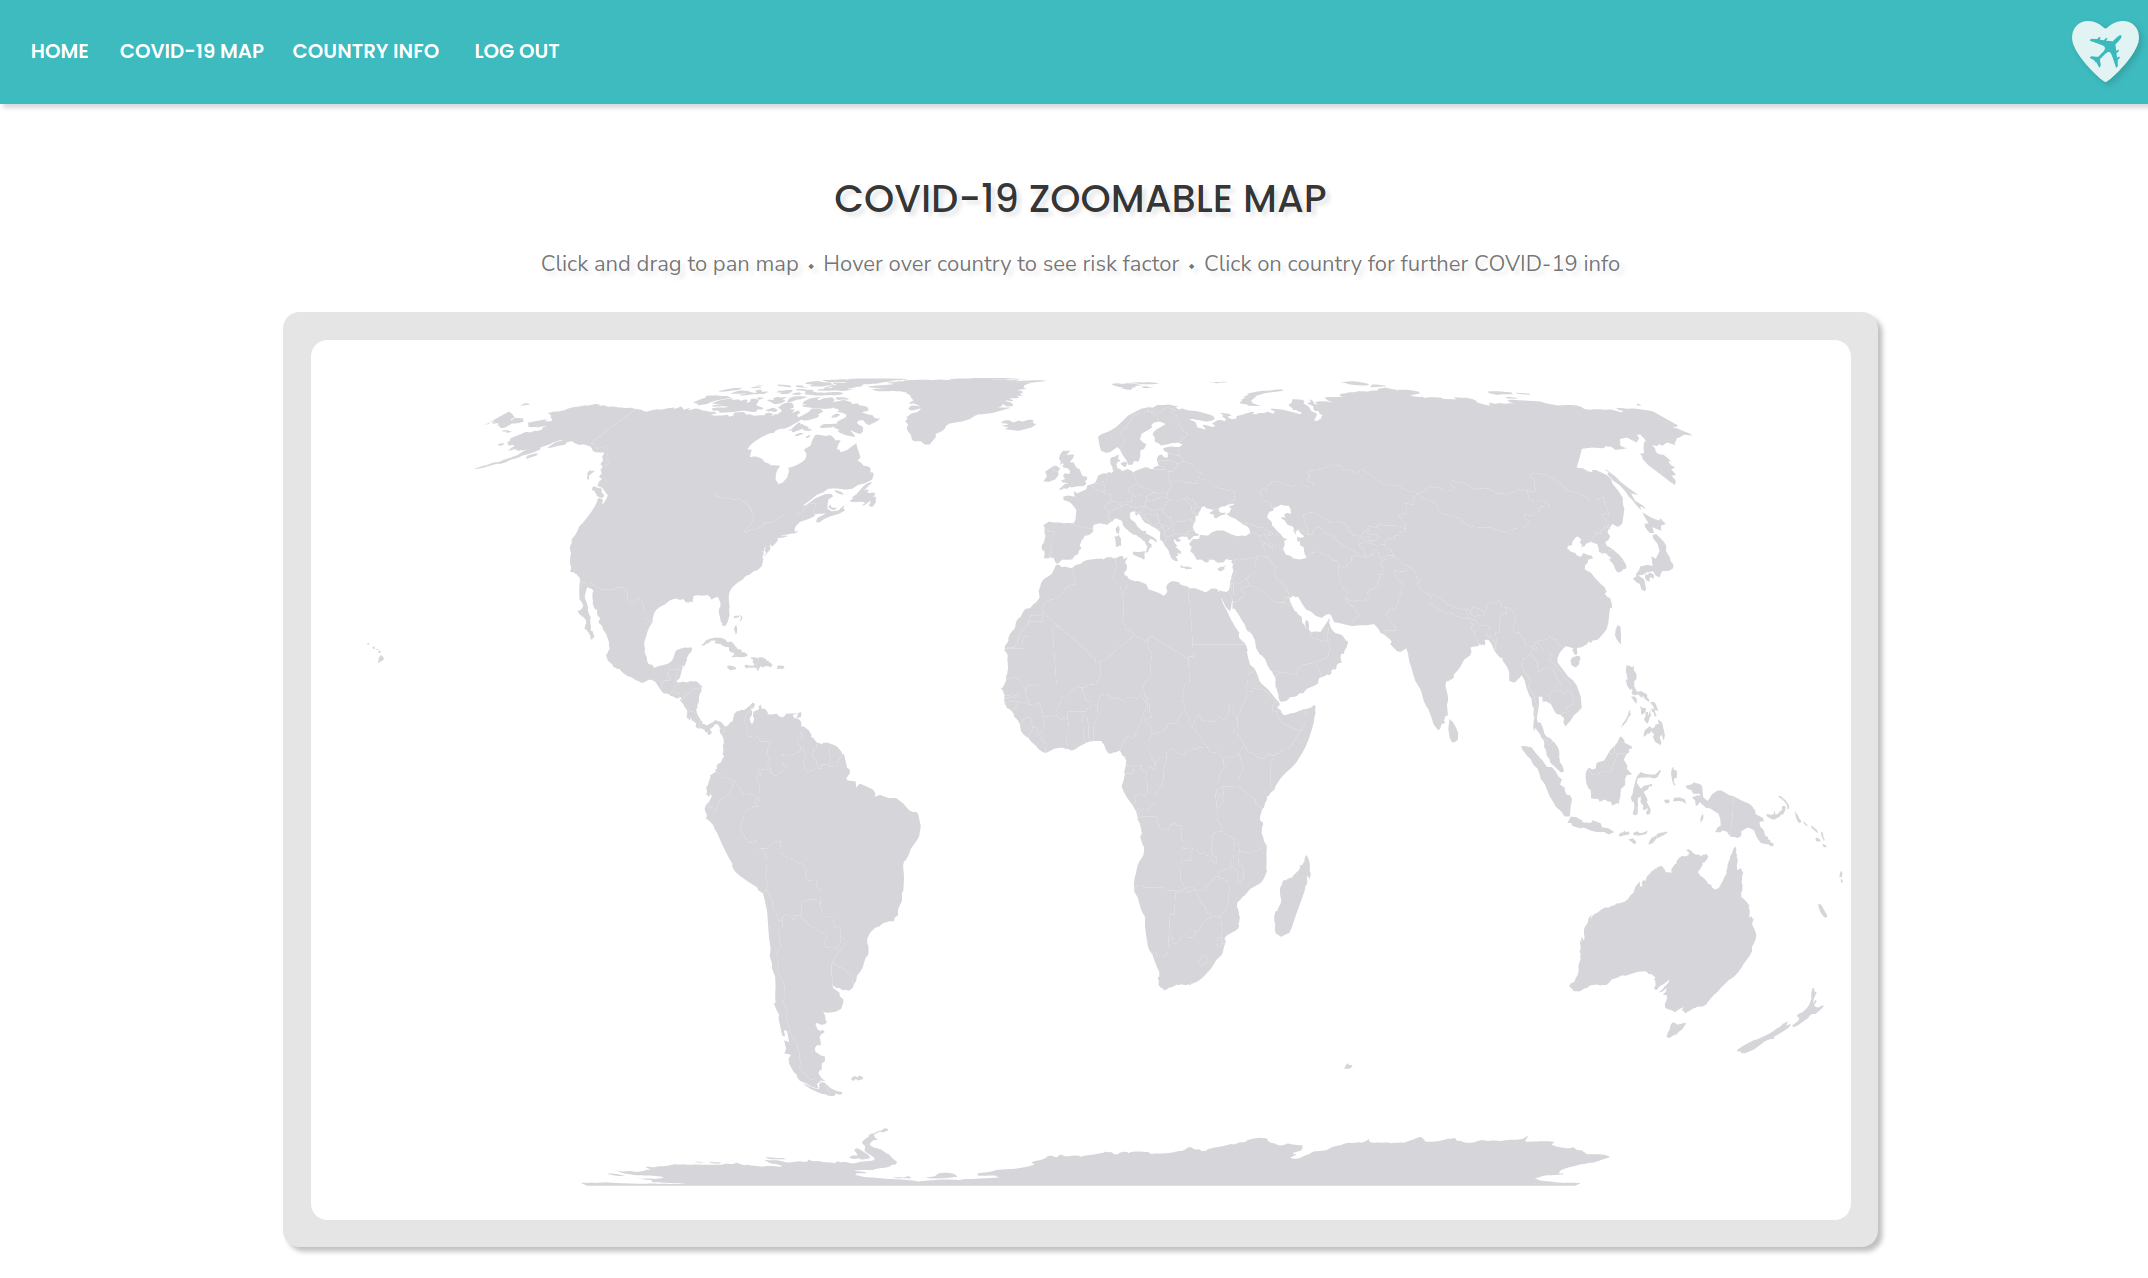 HOME COVID-19 MAP COUNTRY INFO LOG OUT
COVID-19 ZOOMABLE MAP
Click and drag to pan map • Hover over country to see risk factor • Click on country for further COVID-19 info